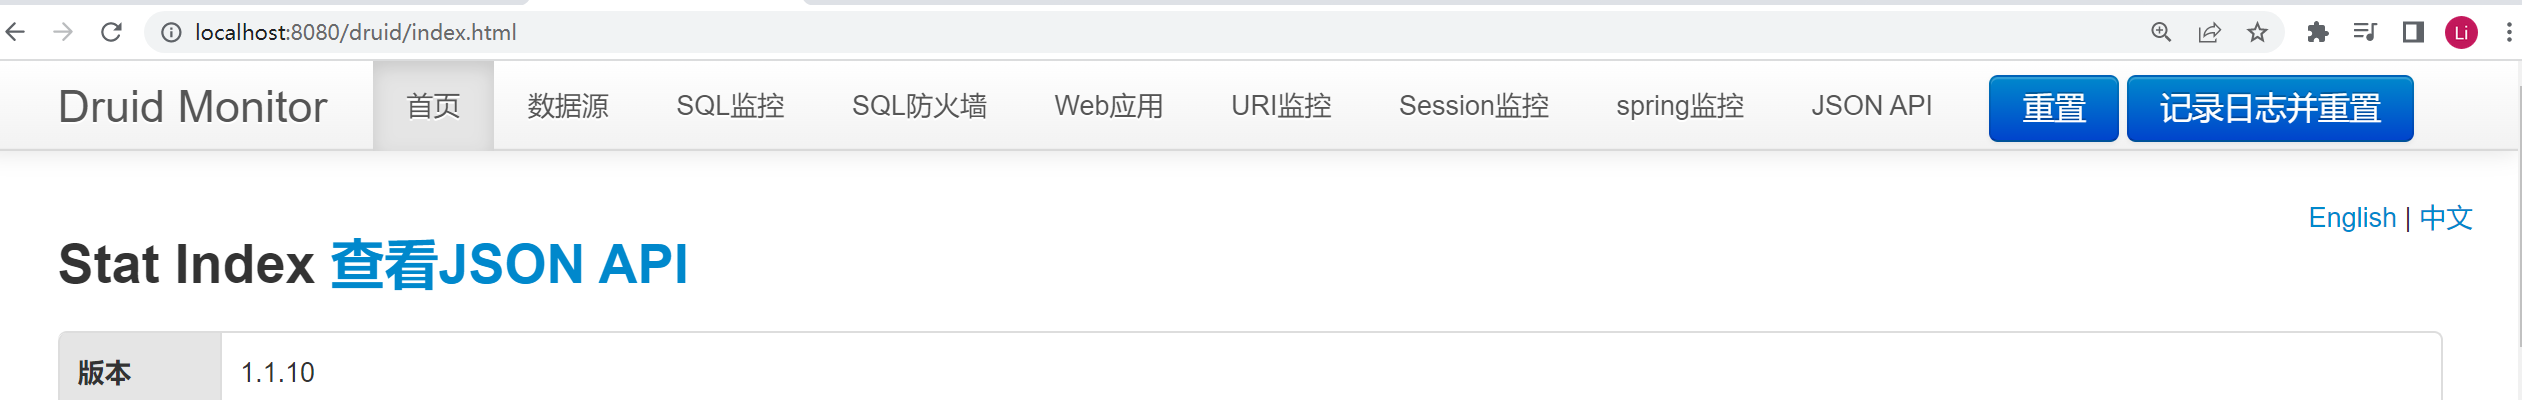 localhost:8080/druid/index.html
Li
Druid Monitor 首页 数据源 SQL监控 SQL防火墙 Web应用 URI监控 Session监控 spring监控 JSON API 重置 记录日志并重置
English | 中文
Stat Index 查看JSON API
版本 1.1.10